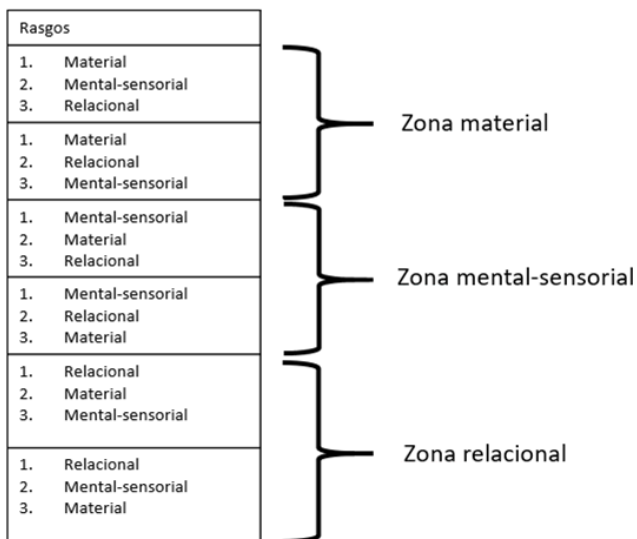 Rasgos
1. Material
2. Mental-sensorial
3. Relacional
1. Material
2. Relacional
3. Mental-sensorial
Zona material
1. Mental-sensorial
2. Material
3. Relacional
1. Mental-sensorial
2. Relacional
3. Material
Zona mental-sensorial
1. Relacional
2. Material
3. Mental-sensorial
1. Relacional
2. Mental-sensorial
3. Material
Zona relacional